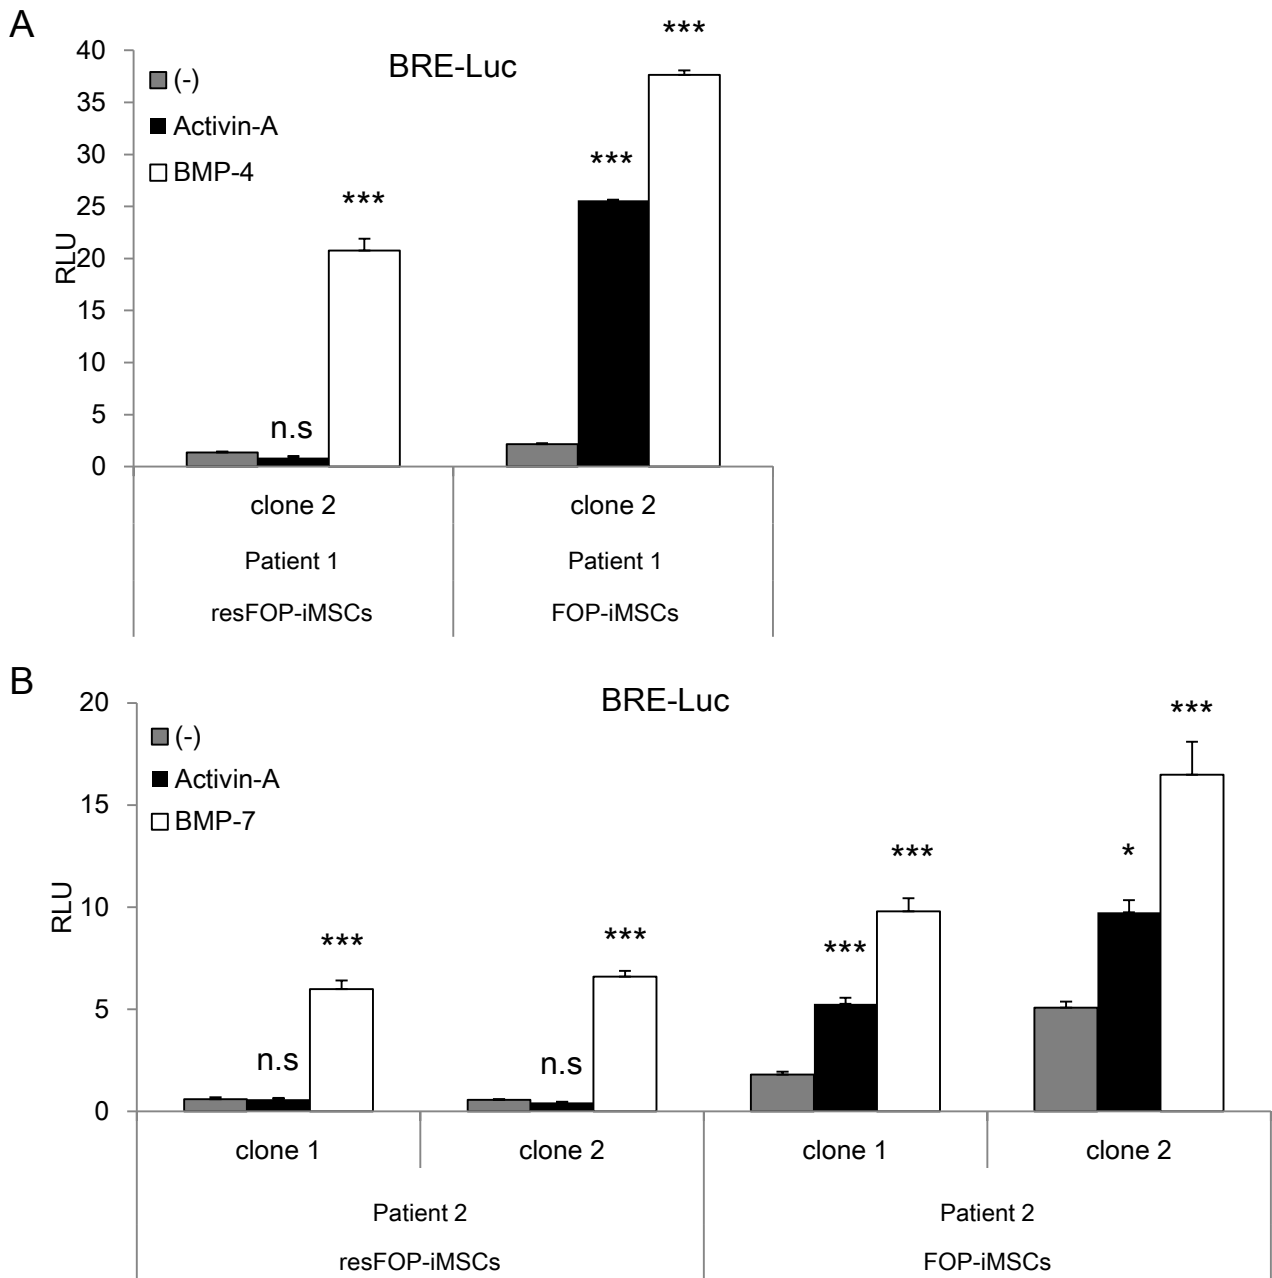 A
BRE-Luc
***
40
35
30
25
20
15
10
5
0
RLU
(-)
Activin-A
BMP-4
n.s
***
***
clone 2
clone 2
Patient 1
Patient 1
resFOP-iMSCs
FOP-iMSCs
B
BRE-Luc
20
15
10
5
0
RLU
(-)
Activin-A
BMP-7
n.s
***
n.s
***
***
***
*
***
clone 1
clone 2
clone 1
clone 2
Patient 2
Patient 2
resFOP-iMSCs
FOP-iMSCs